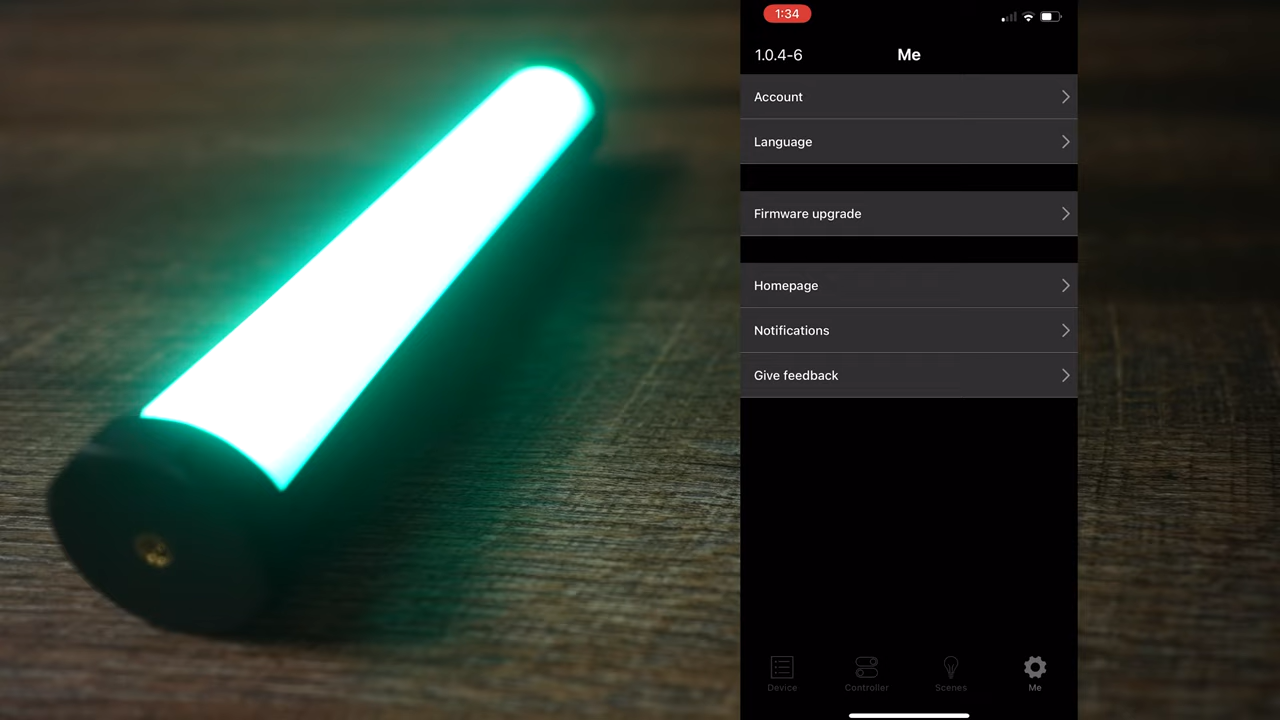 1:34
1.0.4-6
Me
Account
Language
Firmware upgrade
Homepage
Notifications
Give feedback
Device
Controller
Scenes
Me